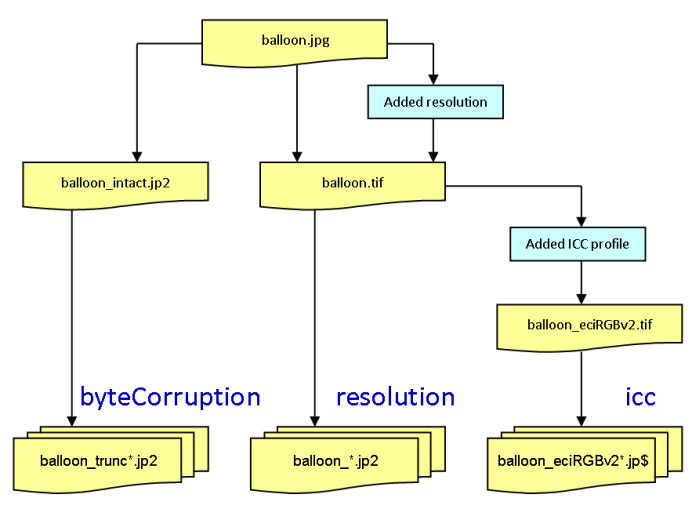 balloon.jpg
Added resolution
balloon_intact.jp2
balloon.tif
Added ICC profile
balloon_eciRGBv2.tif
byteCorruption
resolution
icc
balloon_trunc*.jp2
balloon_*.jp2
balloon_eciRGBv2*.jp$